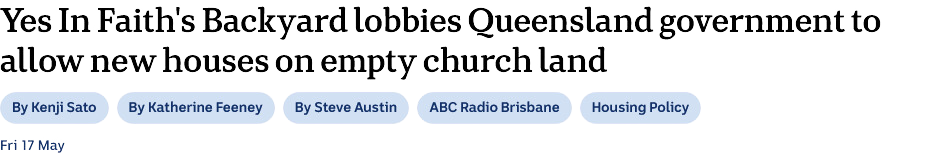 Yes In Faith's Backyard lobbies Queensland government to
allow new houses on empty church land
By Kenji Sato By Katherine Feeney By Steve Austin ABC Radio Brisbane Housing Policy
Fri 17 May